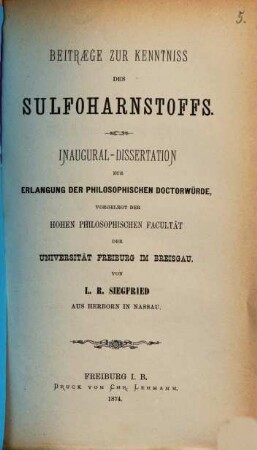 5.
BEITRÆGE ZUR KENNTNISS
DES
SULFOHARNSTOFFS.
INAUGURAL-DISSERTATION
ZUR
ERLANGUNG DER PHILOSOPHISCHEN DOCTORWÜRDE,
VORGELEGT DER
HOHEN PHILOSOPHISCHEN FACULTÄT
DER
UNIVERSITÄT FREIBURG IM BREISGAU.
VON
L. R. SIEGFRIED
AUS HERBORN IN NASSAU.
FREIBURG I. B.
DRUCK VON CHR. LEHMANN.
1874.